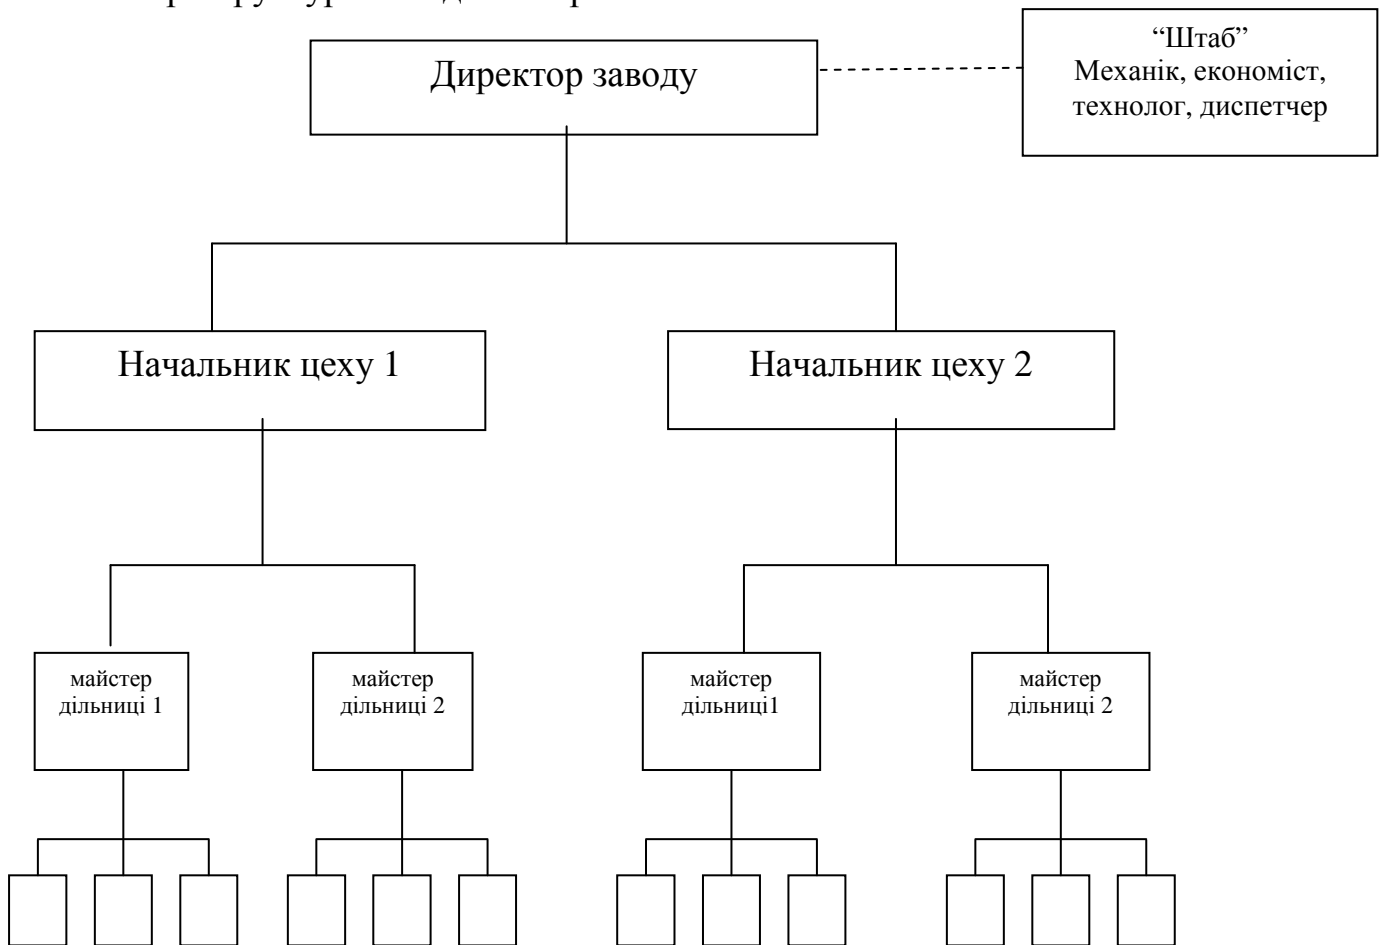 Директор заводу
“Штаб”
Механік, економіст,
технолог, диспетчер
Начальник цеху 1
Начальник цеху 2
майстер
дільниці 1
майстер
дільниці 2
майстер
дільниці1
майстер
дільниці 2